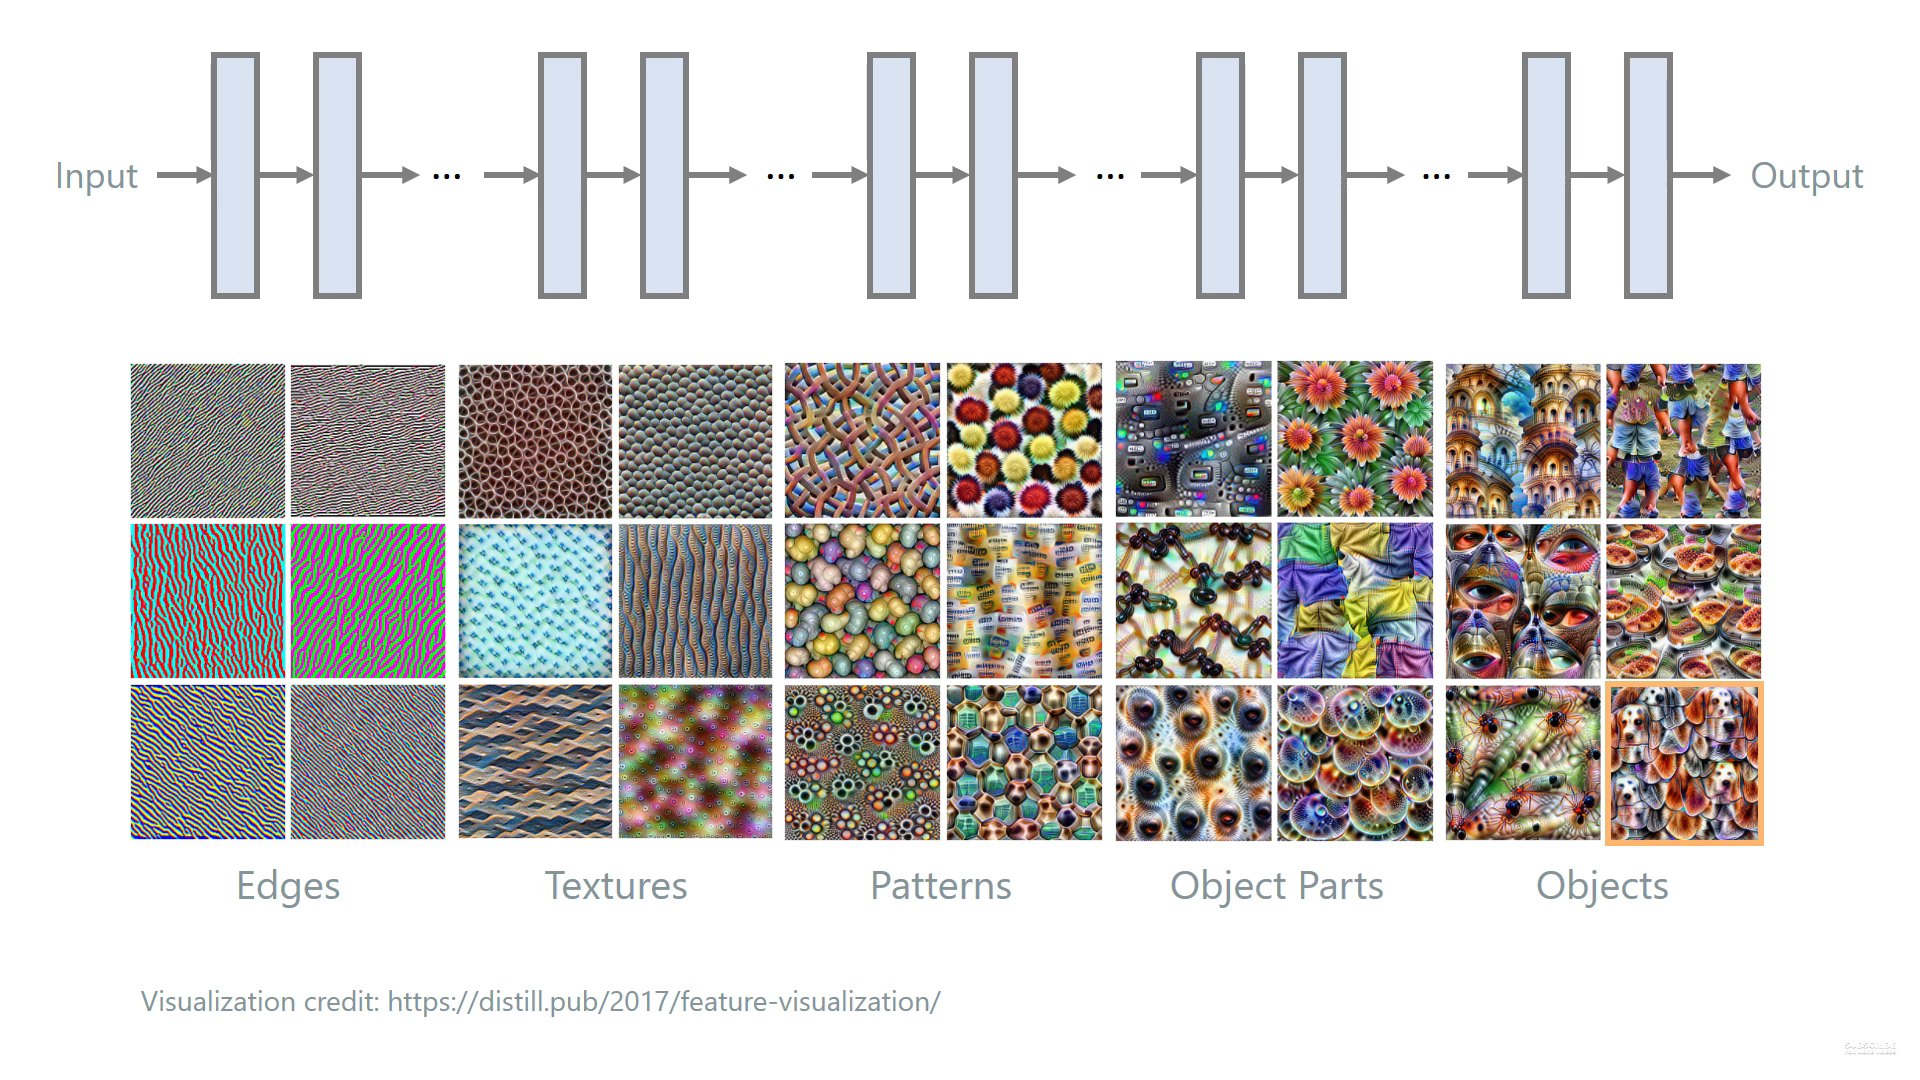 Input
...
...
...
...
Output
Edges
Textures
Patterns
Object Parts
Objects
Visualization credit: https://distill.pub/2017/feature-visualization/